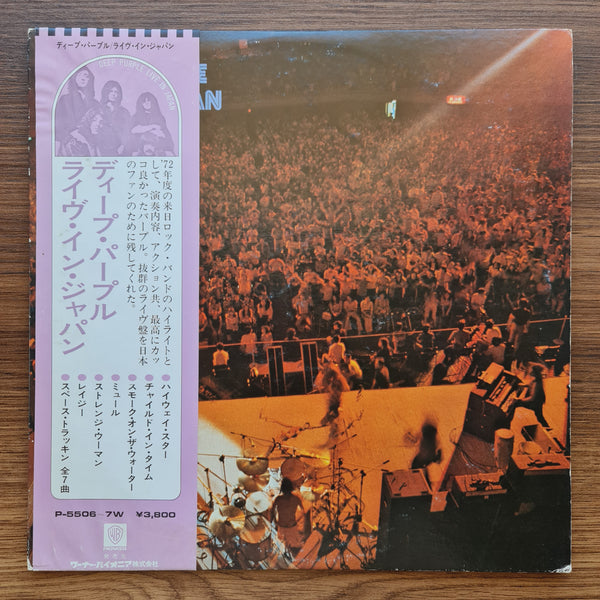 ディープ・パープル/ライヴ・イン・ジャパン
DEEP PURPLE LIVE IN JAPAN
'72年度の来日ロック・バンドのハイライトと
して、演奏内容、アクション共、最高にカッ
コ良かったパープル。抜群のライヴ盤を日本
のファンのために残してくれた。
ディープ・パープル
ライヴ・イン・ジャパン
●ハイウェイ・スター
●チャイルド・イン・タイム
●スモーク・オン・ザ・ウォーター
●ミュール
●ストレンジ・ウーマン
●レイジー
●スペース・トラッキン 全7曲
P-5506~7W ¥3,800
WB
PIONEER
発売元
ワーナー・パイオニア株式会社
E
AN